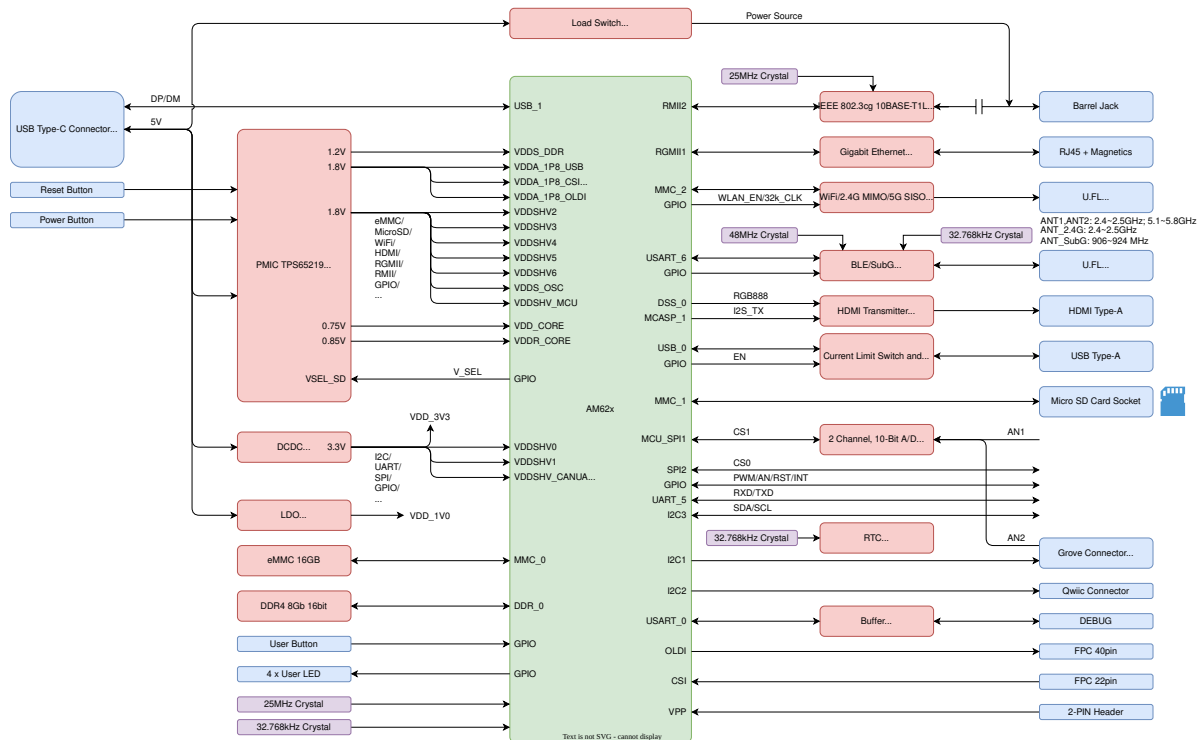 Load Switch...
Power Source
25MHz Crystal
DP/DM
USB_1
RMII2
IEEE 802.3cg 10BASE-T1L...
Barrel Jack
USB Type-C Connector...
5V
1.2V
VDDS_DDR
RGMII1
Gigabit Ethernet...
RJ45 + Magnetics
1.8V
VDDA_1P8_USB
VDDA_1P8_CSI...
VDDA_1P8_OLDI
Reset Button
MMC_2
GPIO
WLAN_EN/32k_CLK
WiFi/2.4G MIMO/5G SISO...
U.FL...
Power Button
1.8V
VDDSHV2
VDDSHV3
VDDSHV4
VDDSHV5
VDDSHV6
VDDS_OSC
VDDSHV_MCU
eMMC/
MicroSD/
WiFi/
HDMI/
RGMII/
RMII/
GPIO/
...
ANT1,ANT2: 2.4~2.5GHz; 5.1~5.8GHz
ANT_2.4G: 2.4~2.5GHz
ANT_SubG: 906~924 MHz
48MHz Crystal
32.768kHz Crystal
PMIC TPS65219...
USART_6
GPIO
BLE/SubG...
U.FL...
DSS_0
RGB888
MCASP_1
I2S_TX
HDMI Transmitter...
HDMI Type-A
0.75V
VDD_CORE
0.85V
VDDR_CORE
USB_0
GPIO
EN
Current Limit Switch and...
USB Type-A
VSEL_SD
V_SEL
GPIO
AM62x
MMC_1
Micro SD Card Socket
VDD_3V3
DCDC...
3.3V
VDDSHV0
VDDSHV1
VDDSHV_CANUA...
I2C/
UART/
SPI/
GPIO/
...
MCU_SPI1
CS1
2 Channel, 10-Bit A/D...
AN1
SPI2
CS0
GPIO
PWM/AN/RST/INT
UART_5
RXD/TXD
I2C3
SDA/SCL
LDO...
VDD_1V0
32.768kHz Crystal
RTC...
AN2
Grove Connector...
eMMC 16GB
MMC_0
I2C1
I2C2
Qwiic Connector
DDR4 8Gb 16bit
DDR_0
USART_0
Buffer...
DEBUG
User Button
GPIO
OLDI
FPC 40pin
4 x User LED
GPIO
CSI
FPC 22pin
25MHz Crystal
VPP
2-PIN Header
32.768kHz Crystal
Text is not SVG - cannot display